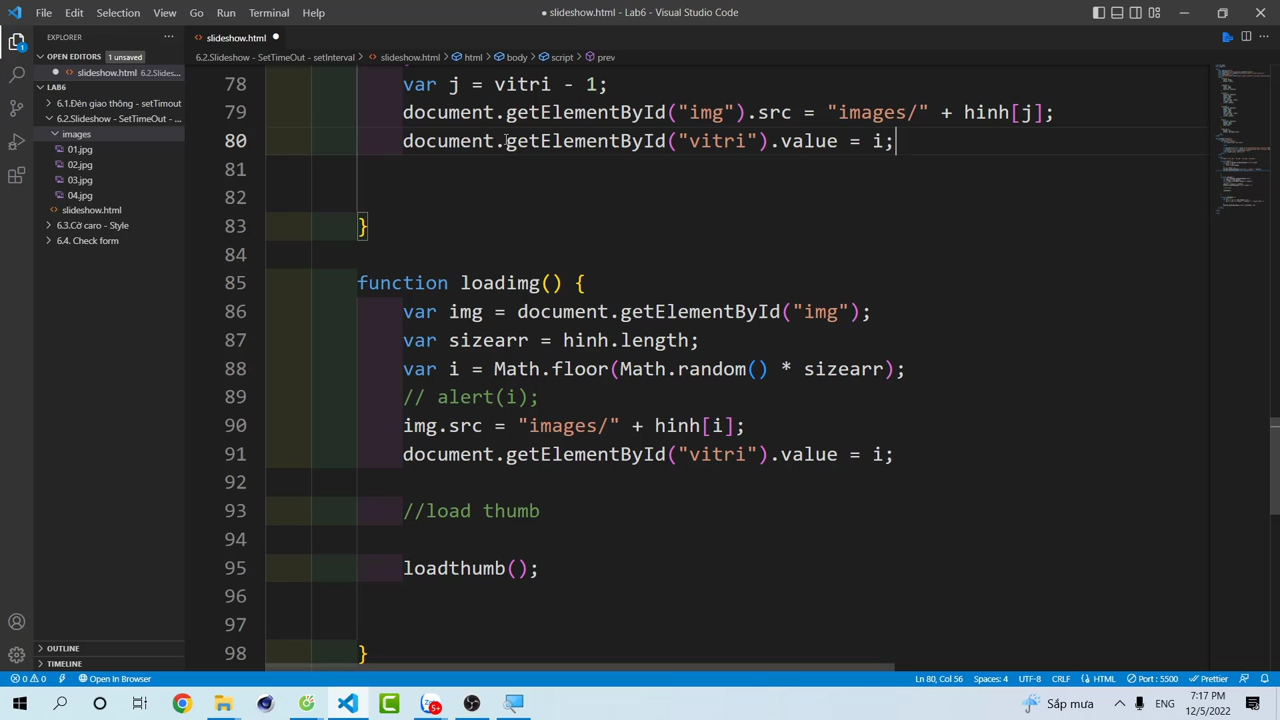 File Edit Selection View Go Run Terminal Help
● slideshow.html - Lab6 - Visual Studio Code
EXPLORER
slideshow.html ●
OPEN EDITORS 1 unsaved
slideshow.html 6.2.Slides...
LAB6
6.1.Đèn giao thông - setTimout
6.2.Slideshow - SetTimeOut - ...
images
01.jpg
02.jpg
03.jpg
04.jpg
slideshow.html
6.3.Cờ caro - Style
6.4. Check form
OUTLINE
TIMELINE
6.2.Slideshow - SetTimeOut - setInterval > slideshow.html > html > body > script > prev
78 var j = vitri - 1;
79 document.getElementById("img").src = "images/" + hinh[j];
80 document.getElementById("vitri").value = i;
81
82
83 }
84
85 function loadimg() {
86 var img = document.getElementById("img");
87 var sizearr = hinh.length;
88 var i = Math.floor(Math.random() * sizearr);
89 // alert(i);
90 img.src = "images/" + hinh[i];
91 document.getElementById("vitri").value = i;
92
93 //load thumb
94
95 loadthumb();
96
97
98 }
0 0 Open In Browser
Ln 80, Col 56 Spaces: 4 UTF-8 CRLF HTML Port : 5500 Prettier
Sắp mưa ENG 7:17 PM 12/5/2022